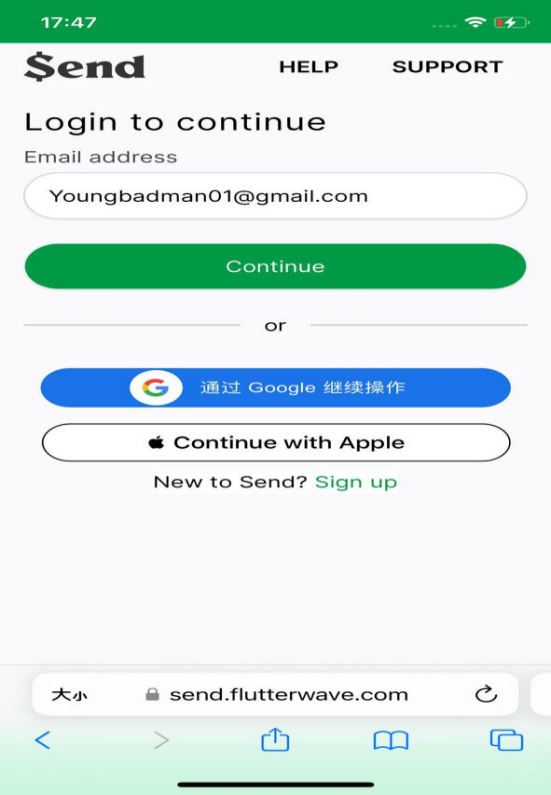 17:47
$end
HELP
SUPPORT
Login to continue
Email address
Youngbadman01@gmail.com
Continue
or
通过 Google 继续操作
Continue with Apple
New to Send? Sign up
大小
send.flutterwave.com